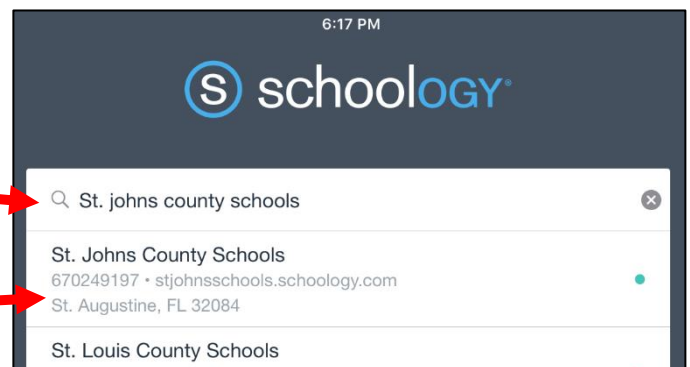 6:17 PM
S schoology®
St. johns county schools
St. Johns County Schools
670249197 • stjohnsschools.schoology.com
St. Augustine, FL 32084
St. Louis County Schools